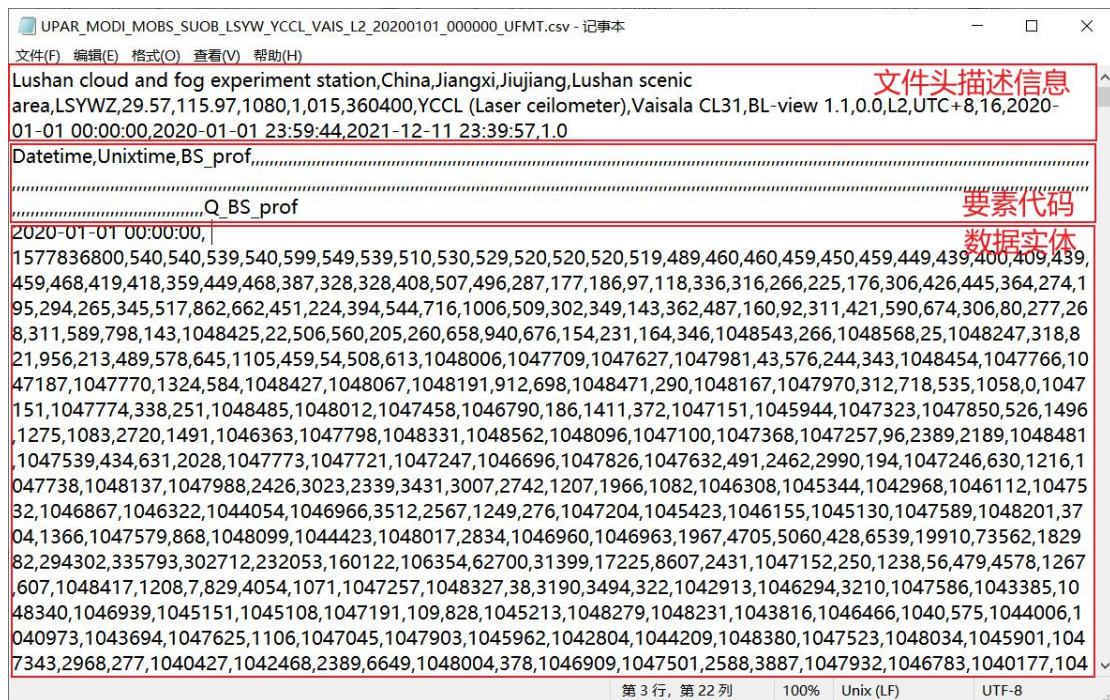 UPAR_MODI_MOBS_SUOB_LSYW_YCCL_VAIS_L2_20200101_000000_UFMT.csv - 记事本
文件(F) 编辑(E) 格式(O) 查看(V) 帮助(H)
Lushan cloud and fog experiment station,China,Jiangxi,Jiujiang,Lushan scenic
文件头描述信息
area,LSYWZ,29.57,115.97,1080,1,015,360400,YCCL (Laser ceilometer),Vaisala CL31,BL-view 1.1,0.0,L2,UTC+8,16,2020-
01-01 00:00:00,2020-01-01 23:59:44,2021-12-11 23:39:57,1.0
Datetime,Unixtime,BS_prof,,,,,,,,,,,,,,,,,,,,,,,,,,,,,,,,,,,,,,,,
,,,,,,,,,,,,,,,,,,,,,,,,,,,,,,,,,,,,,,,,
,,,,,,,,,,,,,,,,,,,,,,,,,,,,,,,,,,,,,,,,Q_BS_prof
要素代码
2020-01-01 00:00:00,
数据实体
1577836800,540,540,539,540,599,549,539,510,530,529,520,520,520,519,489,460,460,459,450,459,449,439,400,409,439,
459,468,419,418,359,449,468,387,328,328,408,507,496,287,177,186,97,118,336,316,266,225,176,306,426,445,364,274,1
95,294,265,345,517,862,662,451,224,394,544,716,1006,509,302,349,143,362,487,160,92,311,421,590,674,306,80,277,26
8,311,589,798,143,1048425,22,506,560,205,260,658,940,676,154,231,164,346,1048543,266,1048568,25,1048247,318,8
21,956,213,489,578,645,1105,459,54,508,613,1048006,1047709,1047627,1047981,43,576,244,343,1048454,1047766,10
47187,1047770,1324,584,1048427,1048067,1048191,912,698,1048471,290,1048167,1047970,312,718,535,1058,0,1047
151,1047774,338,251,1048485,1048012,1047458,1046790,186,1411,372,1047151,1045944,1047323,1047850,526,1496
,1275,1083,2720,1491,1046363,1047798,1048331,1048562,1048096,1047100,1047368,1047257,96,2389,2189,1048481
,1047539,434,631,2028,1047773,1047721,1047247,1046696,1047826,1047632,491,2462,2990,194,1047246,630,1216,1
047738,1048137,1047988,2426,3023,2339,3431,3007,2742,1207,1966,1082,1046308,1045344,1042968,1046112,10475
32,1046867,1046322,1044054,1046966,3512,2567,1249,276,1047204,1045423,1046155,1045130,1047589,1048201,37
04,1366,1047579,868,1048099,1044423,1048017,2834,1046960,1046963,1967,4705,5060,428,6539,19910,73562,1829
82,294302,335793,302712,232053,160122,106354,62700,31399,17225,8607,2431,1047152,250,1238,56,479,4578,1267
,607,1048417,1208,7,829,4054,1071,1047257,1048327,38,3190,3494,322,1042913,1046294,3210,1047586,1043385,10
48340,1046939,1045151,1045108,1047191,109,828,1045213,1048279,1048231,1043816,1046466,1040,575,1044006,1
040973,1043694,1047625,1106,1047045,1047903,1045962,1042804,1044209,1048380,1047523,1048034,1045901,104
7343,2968,277,1040427,1042468,2389,6649,1048004,378,1046909,1047501,2588,3887,1047932,1046783,1040177,104
第 3 行，第 22 列 100% Unix (LF) UTF-8